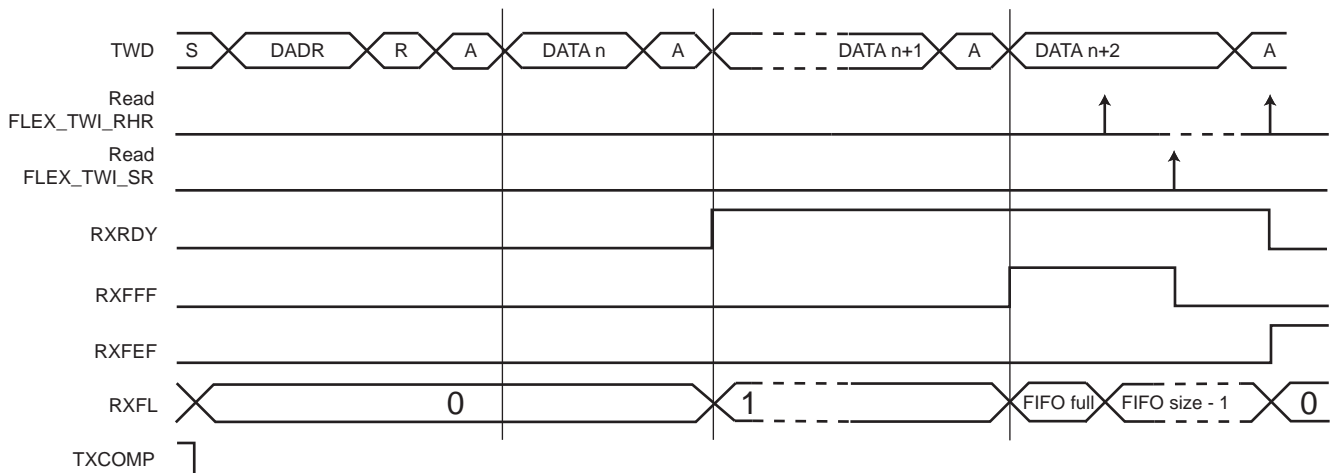 TWD S DADR R A DATA n A DATA n+1 A DATA n+2 A
Read
FLEX_TWI_RHR
Read
FLEX_TWI_SR
RXRDY
RXFFF
RXFEF
RXFL 0 1 FIFO full FIFO size - 1 0
TXCOMP